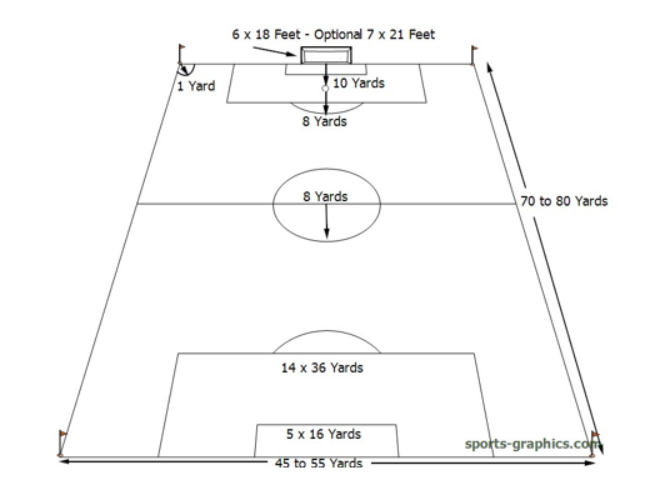 6 x 18 Feet - Optional 7 x 21 Feet
1 Yard
10 Yards
8 Yards
8 Yards
70 to 80 Yards
14 x 36 Yards
5 x 16 Yards
sports-graphics.com
45 to 55 Yards